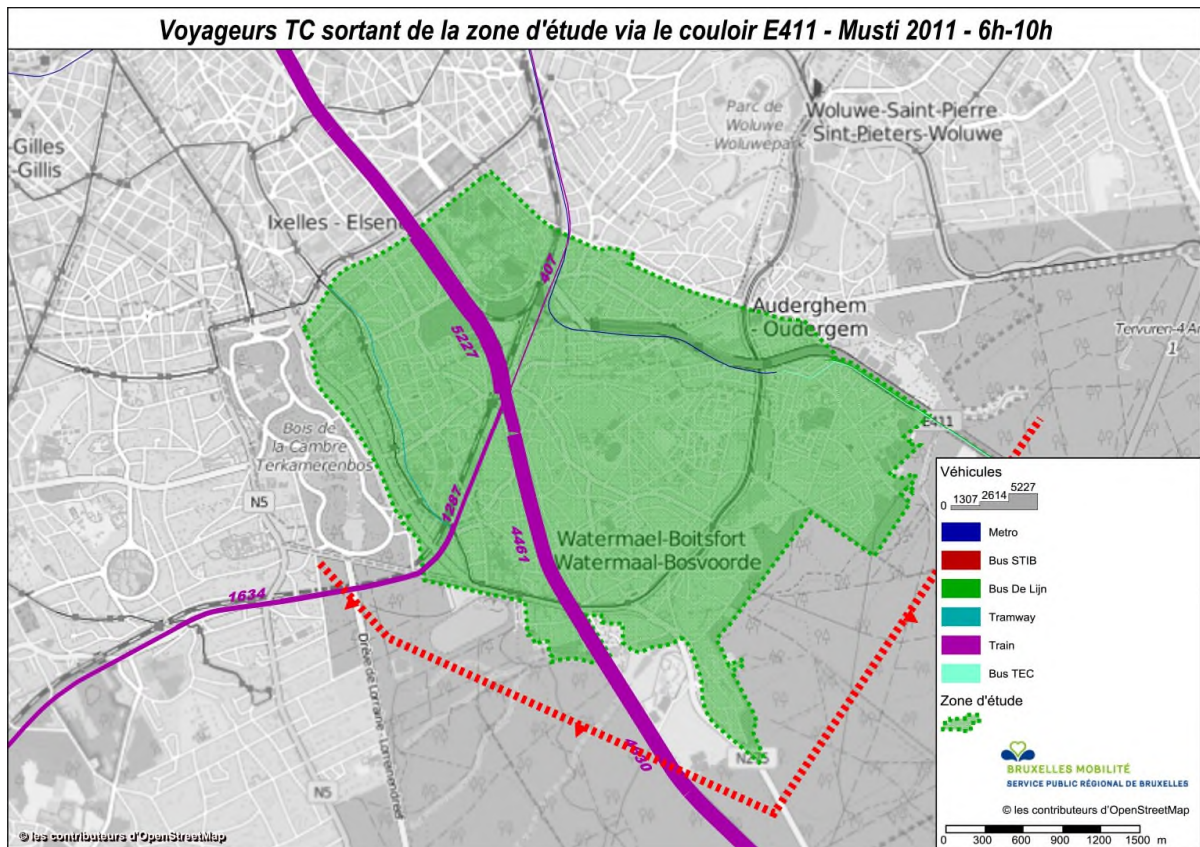 Voyageurs TC sortant de la zone d'étude via le couloir E411 - Musti 2011 - 6h-10h
Gilles
Gillis
Parc de
Woluwe -
Woluwepark
Woluwe-Saint-Pierre
Sint-Pieters-Woluwe
Ixelles - Elsene
407
5227
Auderghem
- Oudergem
Tervuren-4 Ar
1
E411
Bois de
la Cambre
Terkamerenbos
N5
1287
4461
Watermael-Boitsfort
Watermaal-Bosvoorde
1634
Drève de Lorraine - Lorrainendreef
N5
N275
Véhicules
0 1307 2614 5227
Metro
Bus STIB
Bus De Lijn
Tramway
Train
Bus TEC
Zone d'étude
BRUXELLES MOBILITÉ
SERVICE PUBLIC RÉGIONAL DE BRUXELLES
© les contributeurs d'OpenStreetMap
0 300 600 900 1200 1500 m
© les contributeurs d'OpenStreetMap